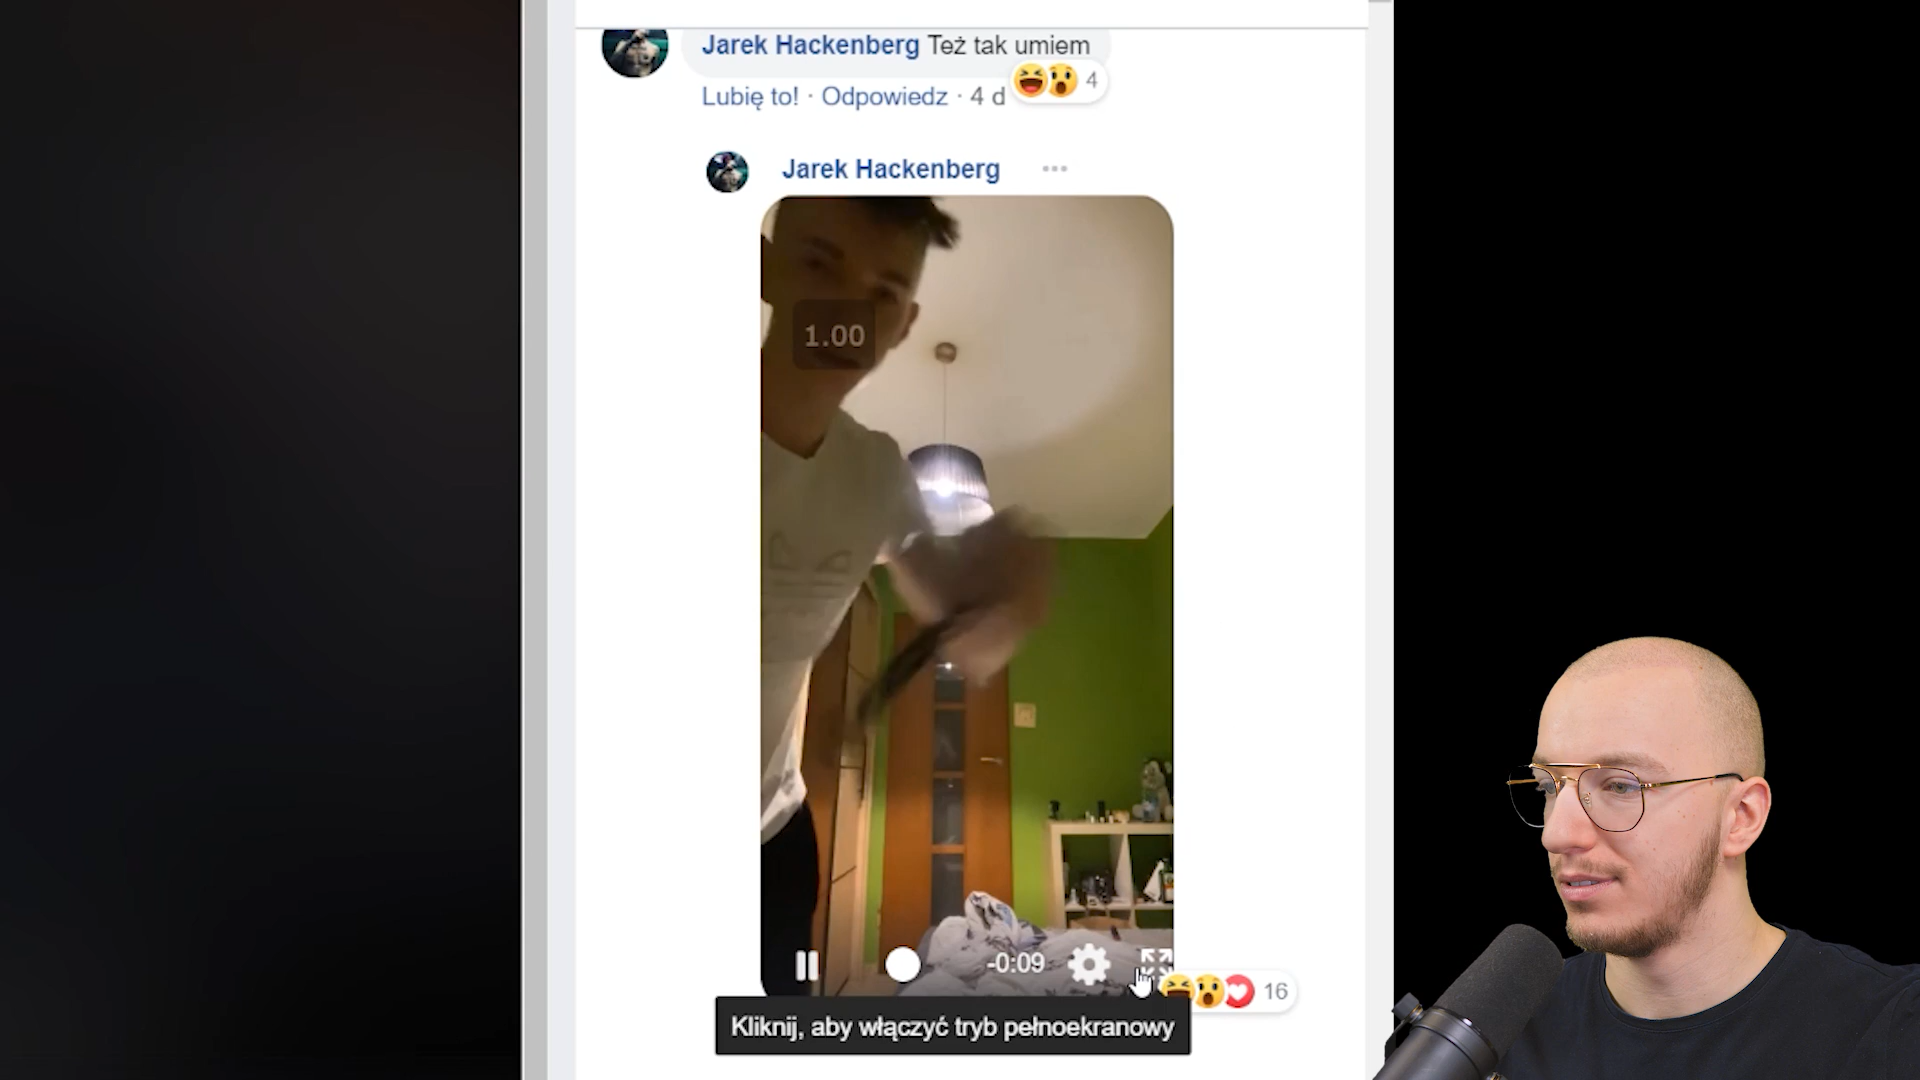 Jarek Hackenberg Też tak umiem
4
Lubię to! · Odpowiedz · 4 d
Jarek Hackenberg
1.00
-0:09
16
Kliknij, aby włączyć tryb pełnoekranowy